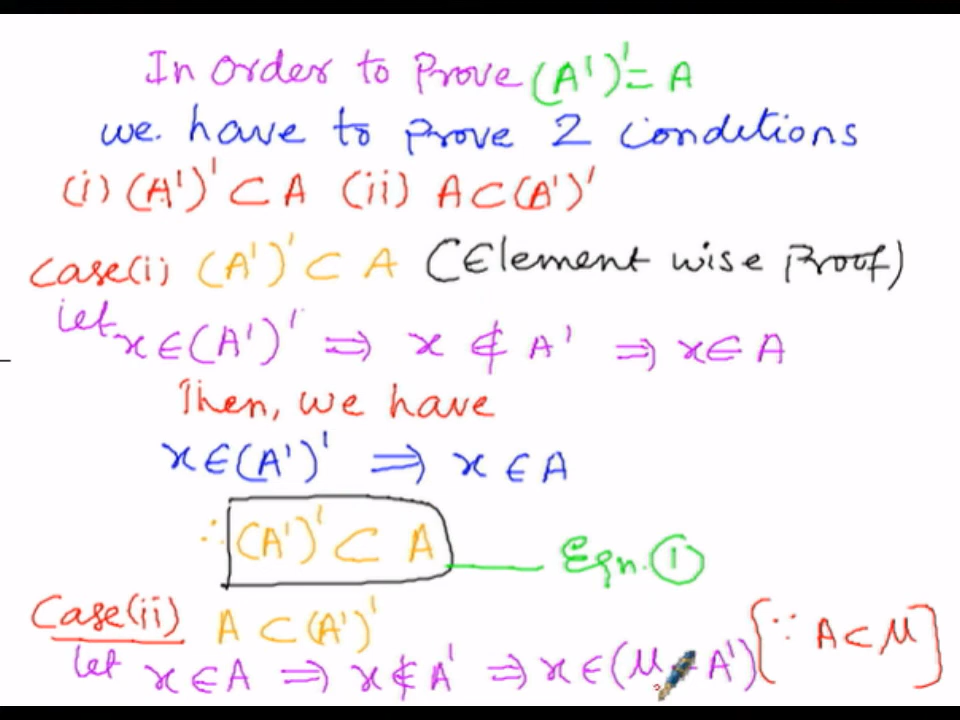 In order to Prove (A')' = A
we. have to Prove 2 conditions
(i) (A')' ⊂ A (ii) A ⊂ (A')'
Case(i) (A')' ⊂ A (Element wise Proof)
let x ∈ (A')' ⇒ x ∉ A' ⇒ x ∈ A
Then, we have
x ∈ (A')' ⇒ x ∈ A
∴ (A')' ⊂ A — Eqn. ①
Case(ii) A ⊂ (A')'
let x ∈ A ⇒ x ∉ A' ⇒ x ∈ (μ - A') [∵ A ⊂ μ]